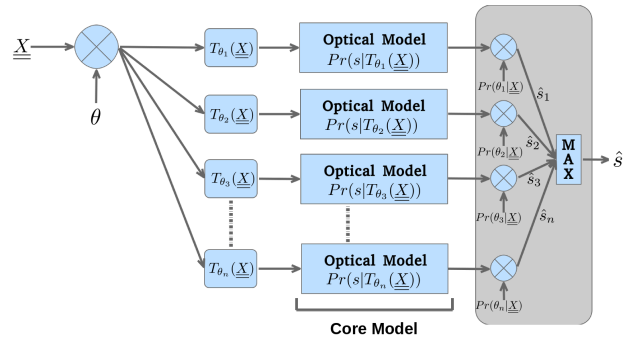 X
θ
T_θ₁(X)
Optical Model
Pr(s|T_θ₁(X))
Pr(θ₁|X)
ŝ₁
T_θ₂(X)
Optical Model
Pr(s|T_θ₂(X))
Pr(θ₂|X)
ŝ₂
M
A
X
ŝ
T_θ₃(X)
Optical Model
Pr(s|T_θ₃(X))
Pr(θ₃|X)
ŝ₃
T_θₙ(X)
Optical Model
Pr(s|T_θₙ(X))
Pr(θₙ|X)
ŝₙ
Core Model